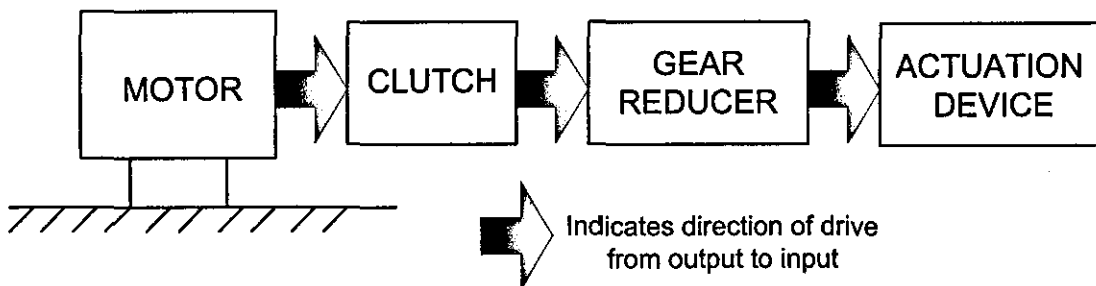 MOTOR
CLUTCH
GEAR
REDUCER
ACTUATION
DEVICE
Indicates direction of drive
from output to input